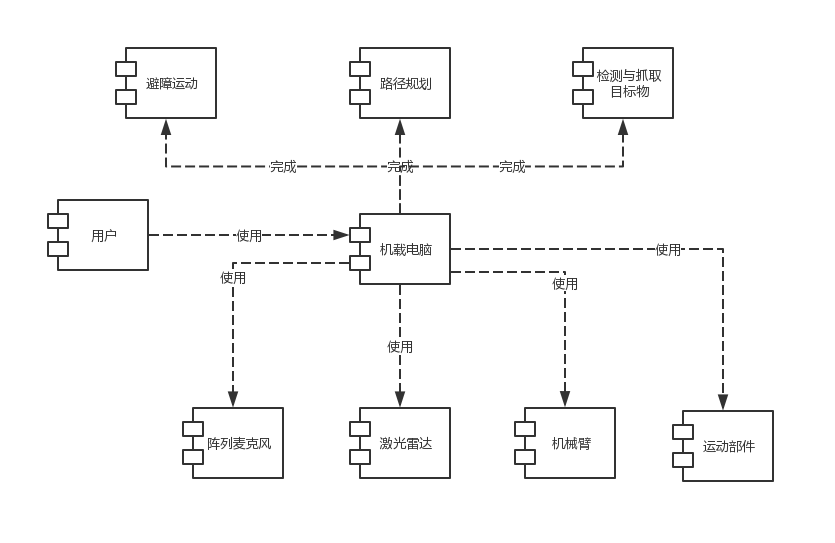 避障运动
路径规划
检测与抓取
目标物
完成
完成
完成
用户
使用
机载电脑
使用
使用
使用
使用
阵列麦克风
激光雷达
机械臂
运动部件